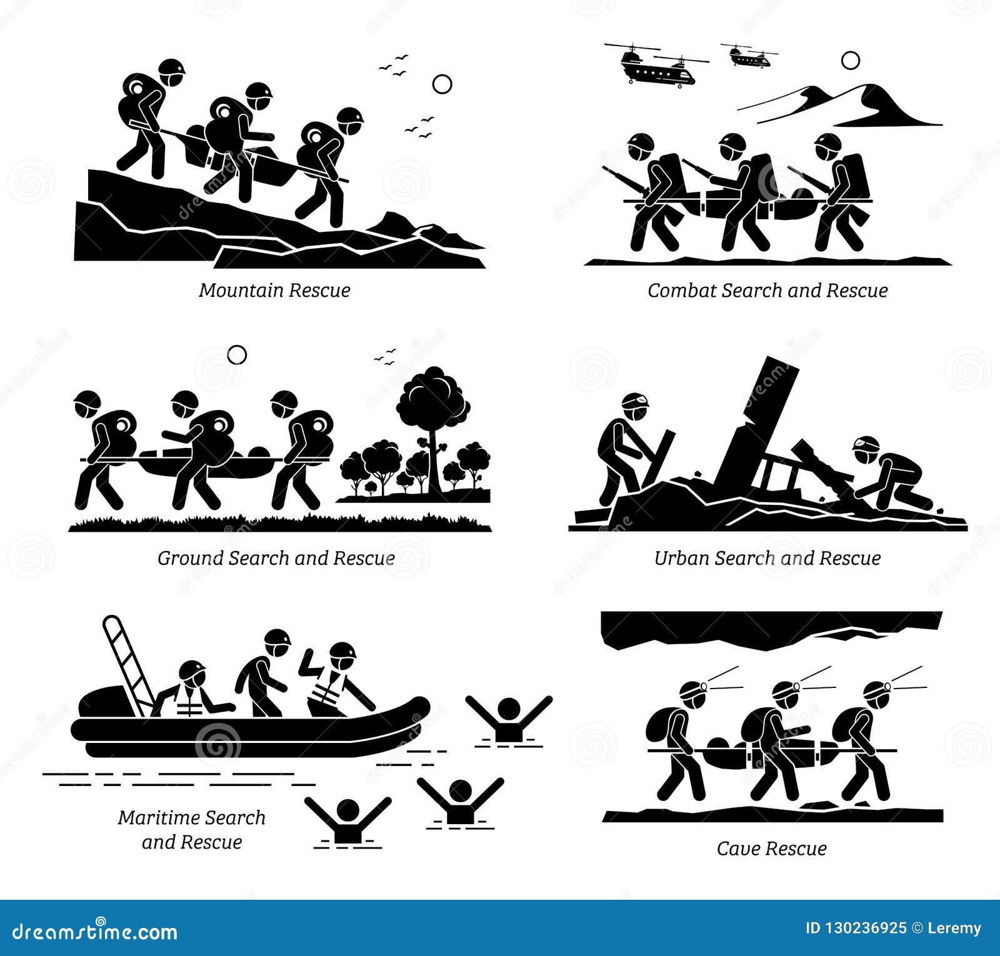 Mountain Rescue
Combat Search and Rescue
Ground Search and Rescue
Urban Search and Rescue
Maritime Search
and Rescue
Cave Rescue
dreamstime.com
ID 130236925 © Leremy